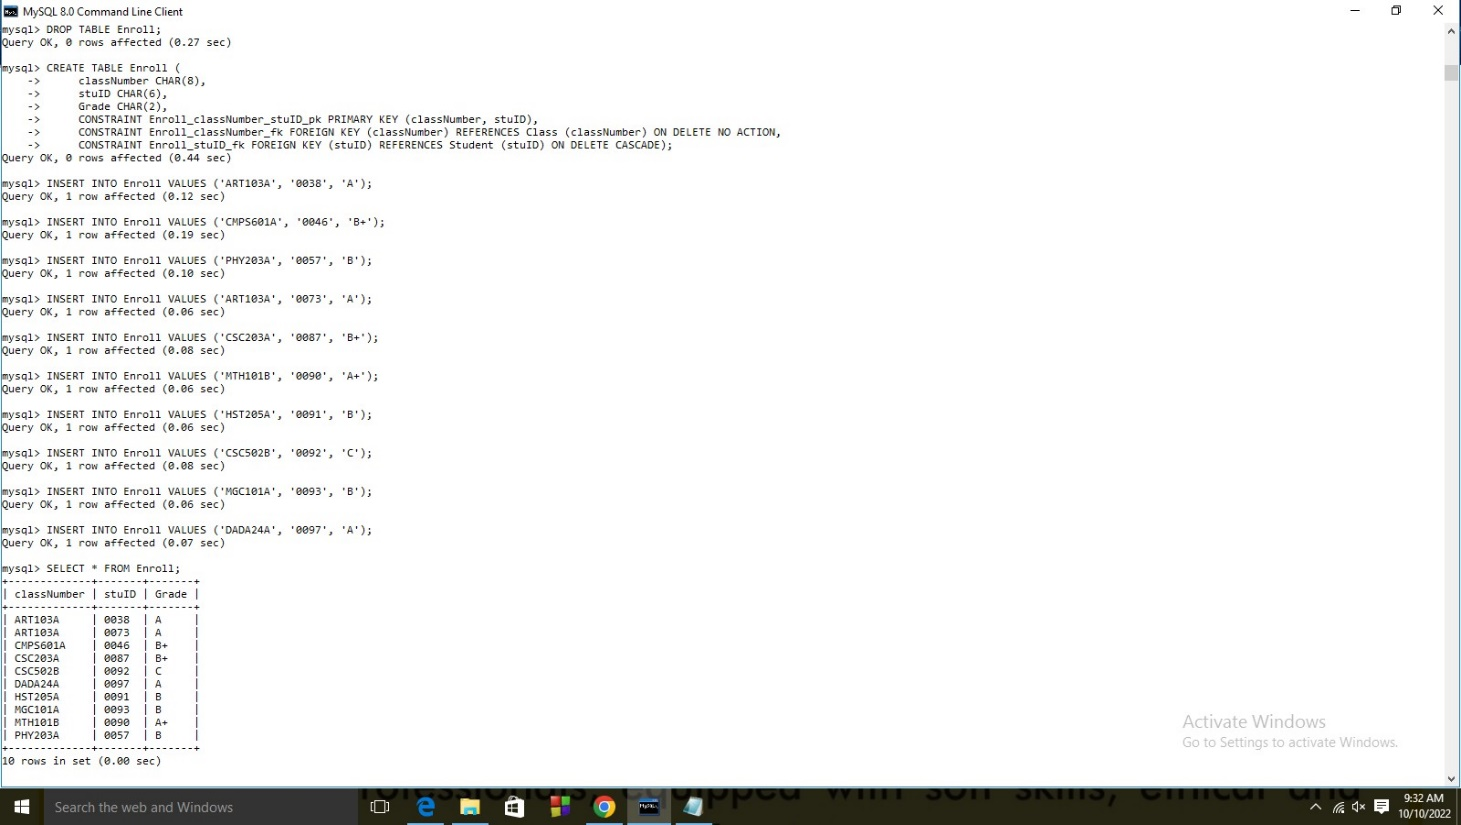 MySQL 8.0 Command Line Client
mysql> DROP TABLE Enroll;
Query OK, 0 rows affected (0.27 sec)
mysql> CREATE TABLE Enroll (
    ->      classNumber CHAR(8),
    ->      stuID CHAR(6),
    ->      Grade CHAR(2),
    ->      CONSTRAINT Enroll_classNumber_stuID_pk PRIMARY KEY (classNumber, stuID),
    ->      CONSTRAINT Enroll_classNumber_fk FOREIGN KEY (classNumber) REFERENCES Class (classNumber) ON DELETE NO ACTION,
    ->      CONSTRAINT Enroll_stuID_fk FOREIGN KEY (stuID) REFERENCES Student (stuID) ON DELETE CASCADE);
Query OK, 0 rows affected (0.44 sec)
mysql> INSERT INTO Enroll VALUES ('ART103A', '0038', 'A');
Query OK, 1 row affected (0.12 sec)
mysql> INSERT INTO Enroll VALUES ('CMPS601A', '0046', 'B+');
Query OK, 1 row affected (0.19 sec)
mysql> INSERT INTO Enroll VALUES ('PHY203A', '0057', 'B');
Query OK, 1 row affected (0.10 sec)
mysql> INSERT INTO Enroll VALUES ('ART103A', '0073', 'A');
Query OK, 1 row affected (0.06 sec)
mysql> INSERT INTO Enroll VALUES ('CSC203A', '0087', 'B+');
Query OK, 1 row affected (0.08 sec)
mysql> INSERT INTO Enroll VALUES ('MTH101B', '0090', 'A+');
Query OK, 1 row affected (0.06 sec)
mysql> INSERT INTO Enroll VALUES ('HST205A', '0091', 'B');
Query OK, 1 row affected (0.06 sec)
mysql> INSERT INTO Enroll VALUES ('CSC502B', '0092', 'C');
Query OK, 1 row affected (0.08 sec)
mysql> INSERT INTO Enroll VALUES ('MGC101A', '0093', 'B');
Query OK, 1 row affected (0.06 sec)
mysql> INSERT INTO Enroll VALUES ('DADA24A', '0097', 'A');
Query OK, 1 row affected (0.07 sec)
mysql> SELECT * FROM Enroll;
+-------------+-------+-------+
| classNumber | stuID | Grade |
+-------------+-------+-------+
| ART103A     | 0038  | A     |
| ART103A     | 0073  | A     |
| CMPS601A    | 0046  | B+    |
| CSC203A     | 0087  | B+    |
| CSC502B     | 0092  | C     |
| DADA24A     | 0097  | A     |
| HST205A     | 0091  | B     |
| MGC101A     | 0093  | B     |
| MTH101B     | 0090  | A+    |
| PHY203A     | 0057  | B     |
+-------------+-------+-------+
10 rows in set (0.00 sec)
Activate Windows
Go to Settings to activate Windows.
Search the web and Windows
9:32 AM
10/10/2022